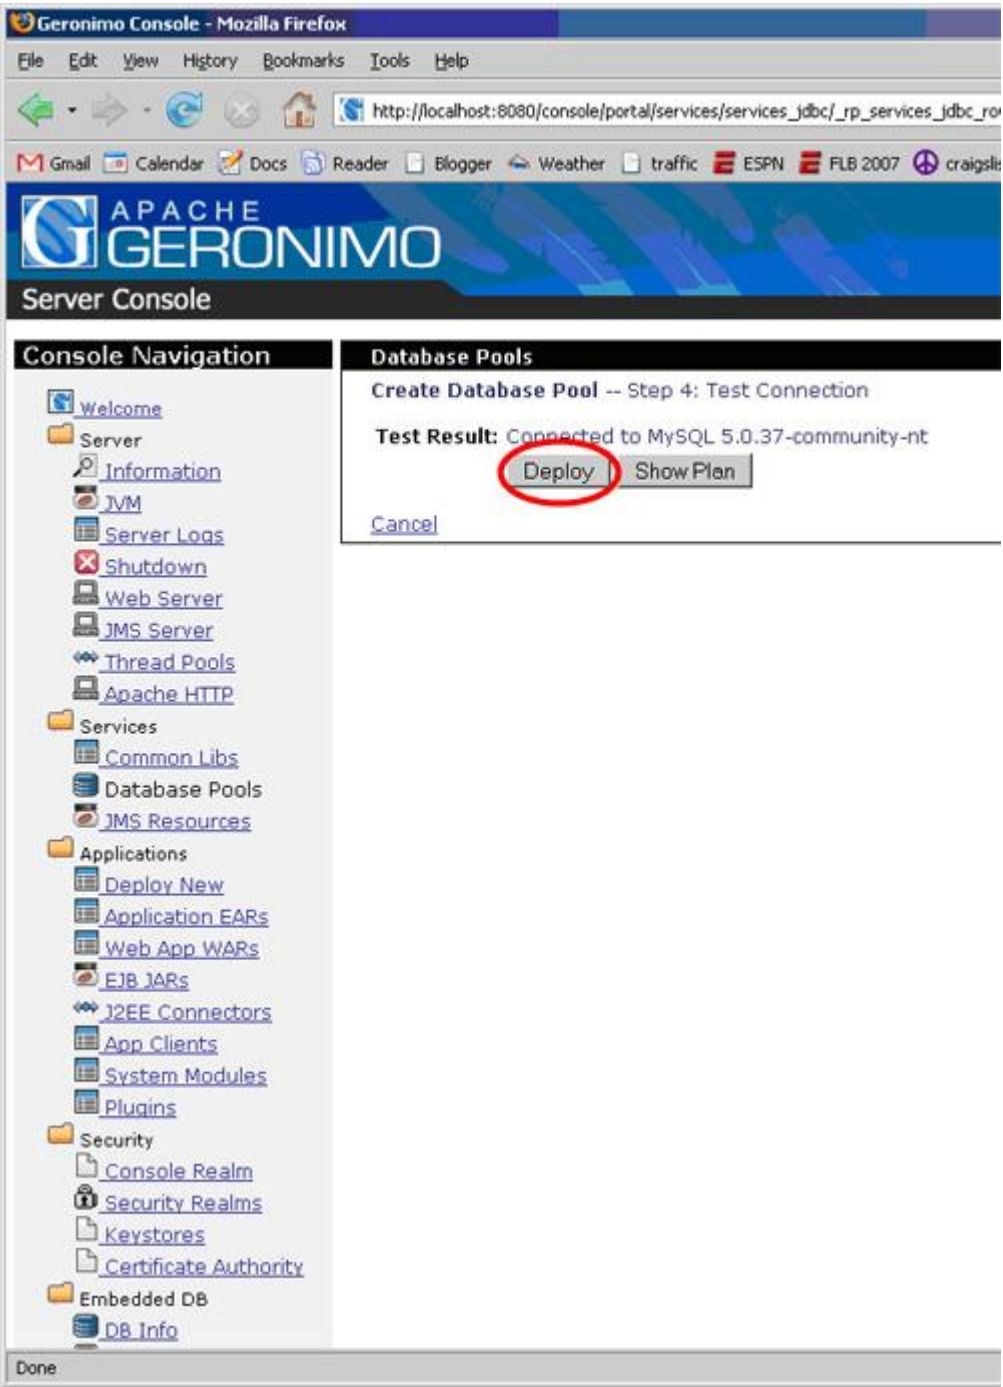 Geronimo Console - Mozilla Firefox
File Edit View History Bookmarks Tools Help
http://localhost:8080/console/portal/services/services_jdbc/_rp_services_jdbc_ro
Gmail Calendar Docs Reader Blogger Weather traffic ESPN FLB 2007 craigslis
APACHE
GERONIMO
Server Console
Console Navigation
Welcome
Server
Information
JVM
Server Logs
Shutdown
Web Server
JMS Server
Thread Pools
Apache HTTP
Services
Common Libs
Database Pools
JMS Resources
Applications
Deploy New
Application EARs
Web App WARs
EJB JARs
J2EE Connectors
App Clients
System Modules
Plugins
Security
Console Realm
Security Realms
Keystores
Certificate Authority
Embedded DB
DB Info
Database Pools
Create Database Pool -- Step 4: Test Connection
Test Result: Connected to MySQL 5.0.37-community-nt
Deploy Show Plan
Cancel
Done